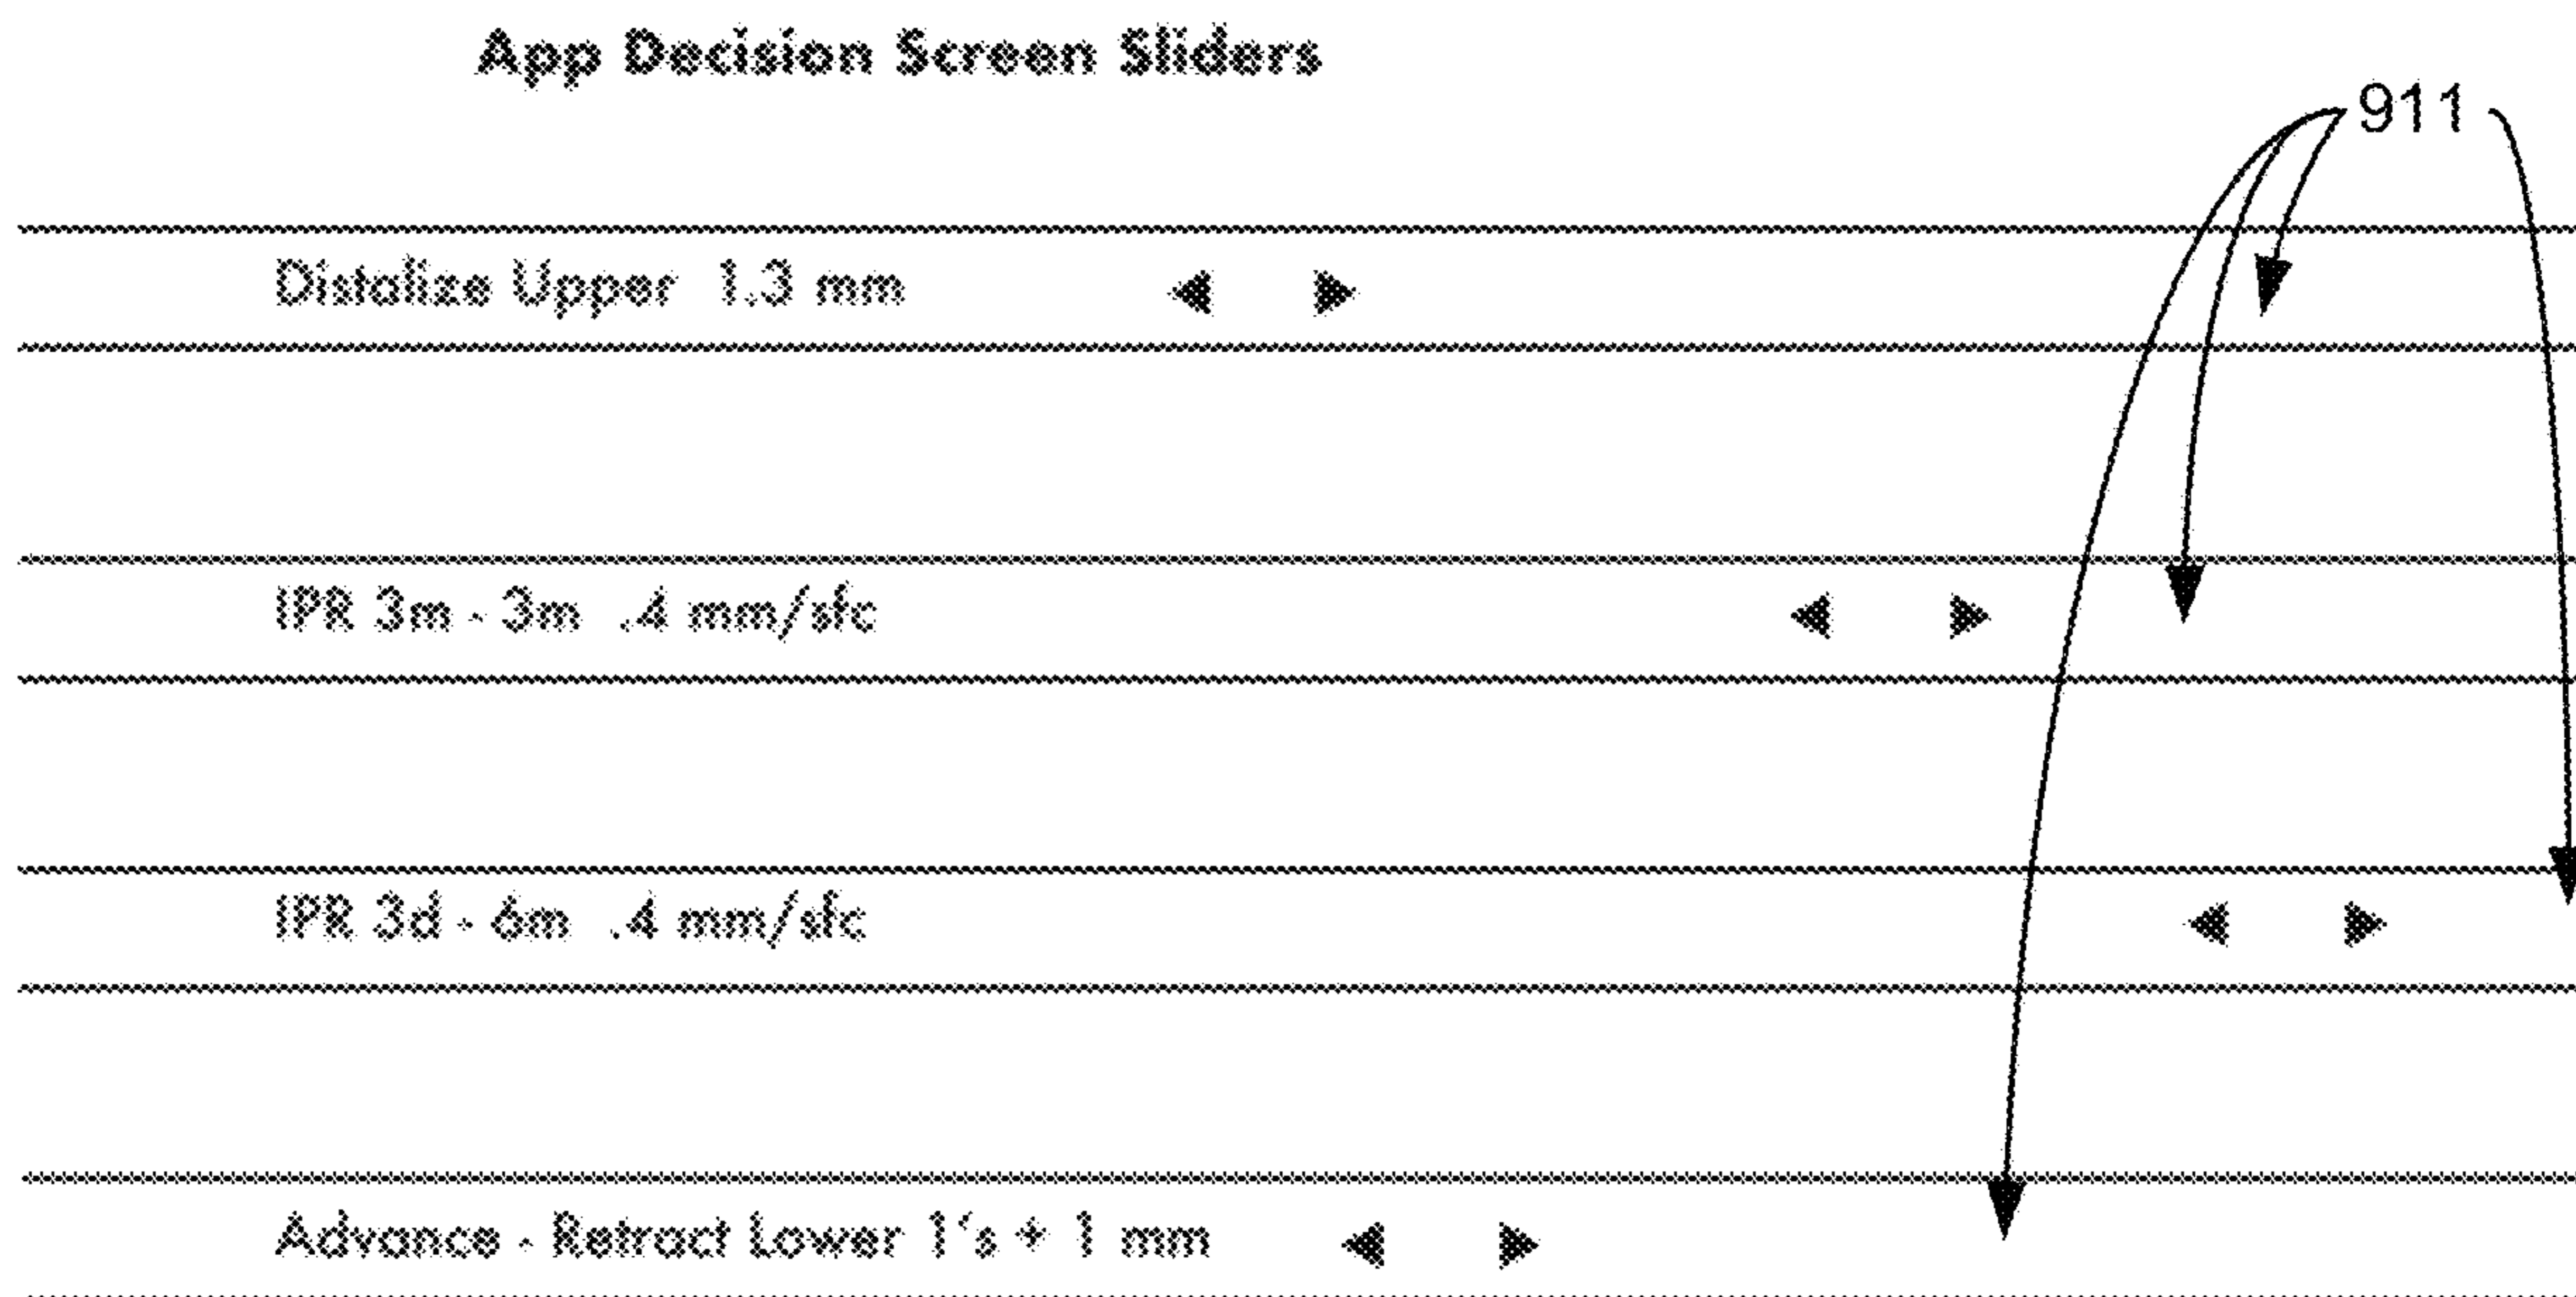 App Decision Screen Sliders
911
Distalize Upper 1.3 mm
IPR 3m - 3m .4 mm/sfc
IPR 3d - 6m .4 mm/sfc
Advance - Retract Lower 1's + 1 mm